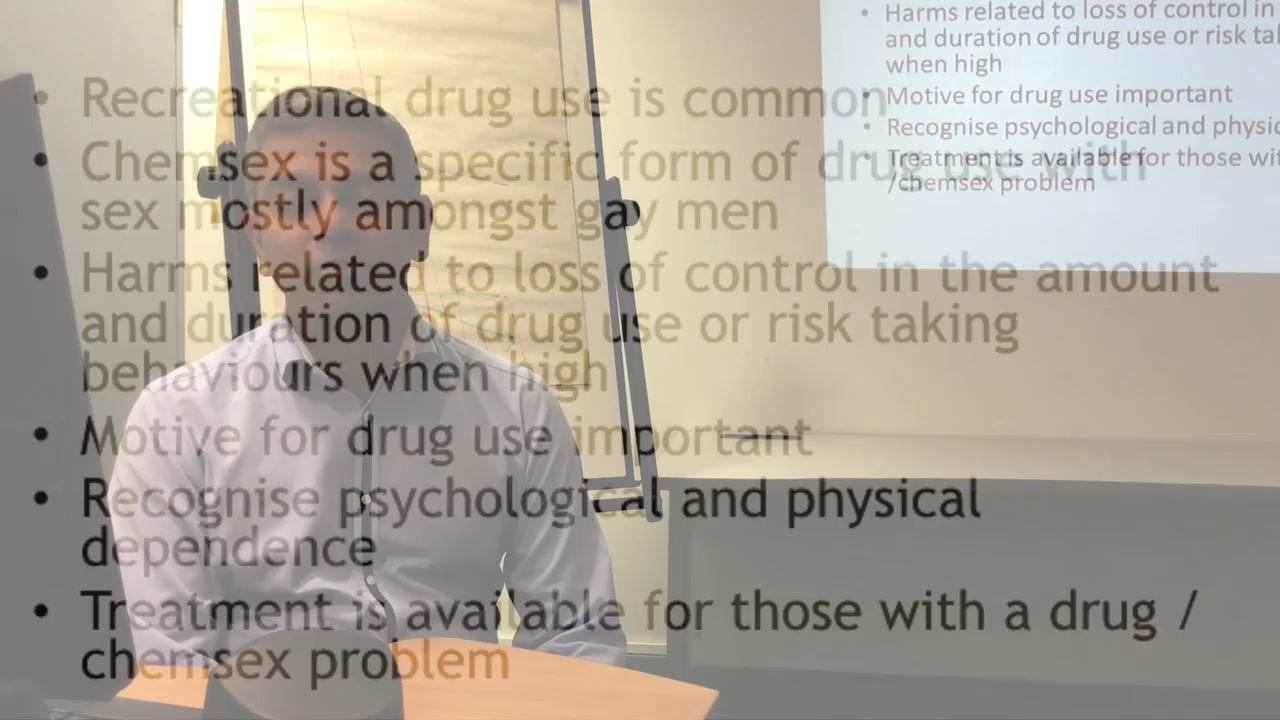 • Recreational drug use is common
• Chemsex is a specific form of drug use with
sex mostly amongst gay men
• Harms related to loss of control in the amount
and duration of drug use or risk taking
behaviours when high
• Motive for drug use important
• Recognise psychological and physical
dependence
• Treatment is available for those with a drug /
chemsex problem
• Harms related to loss of control in
and duration of drug use or risk ta
when high
• Motive for drug use important
• Recognise psychological and physic
• Treatment is available for those wit
/chemsex problem